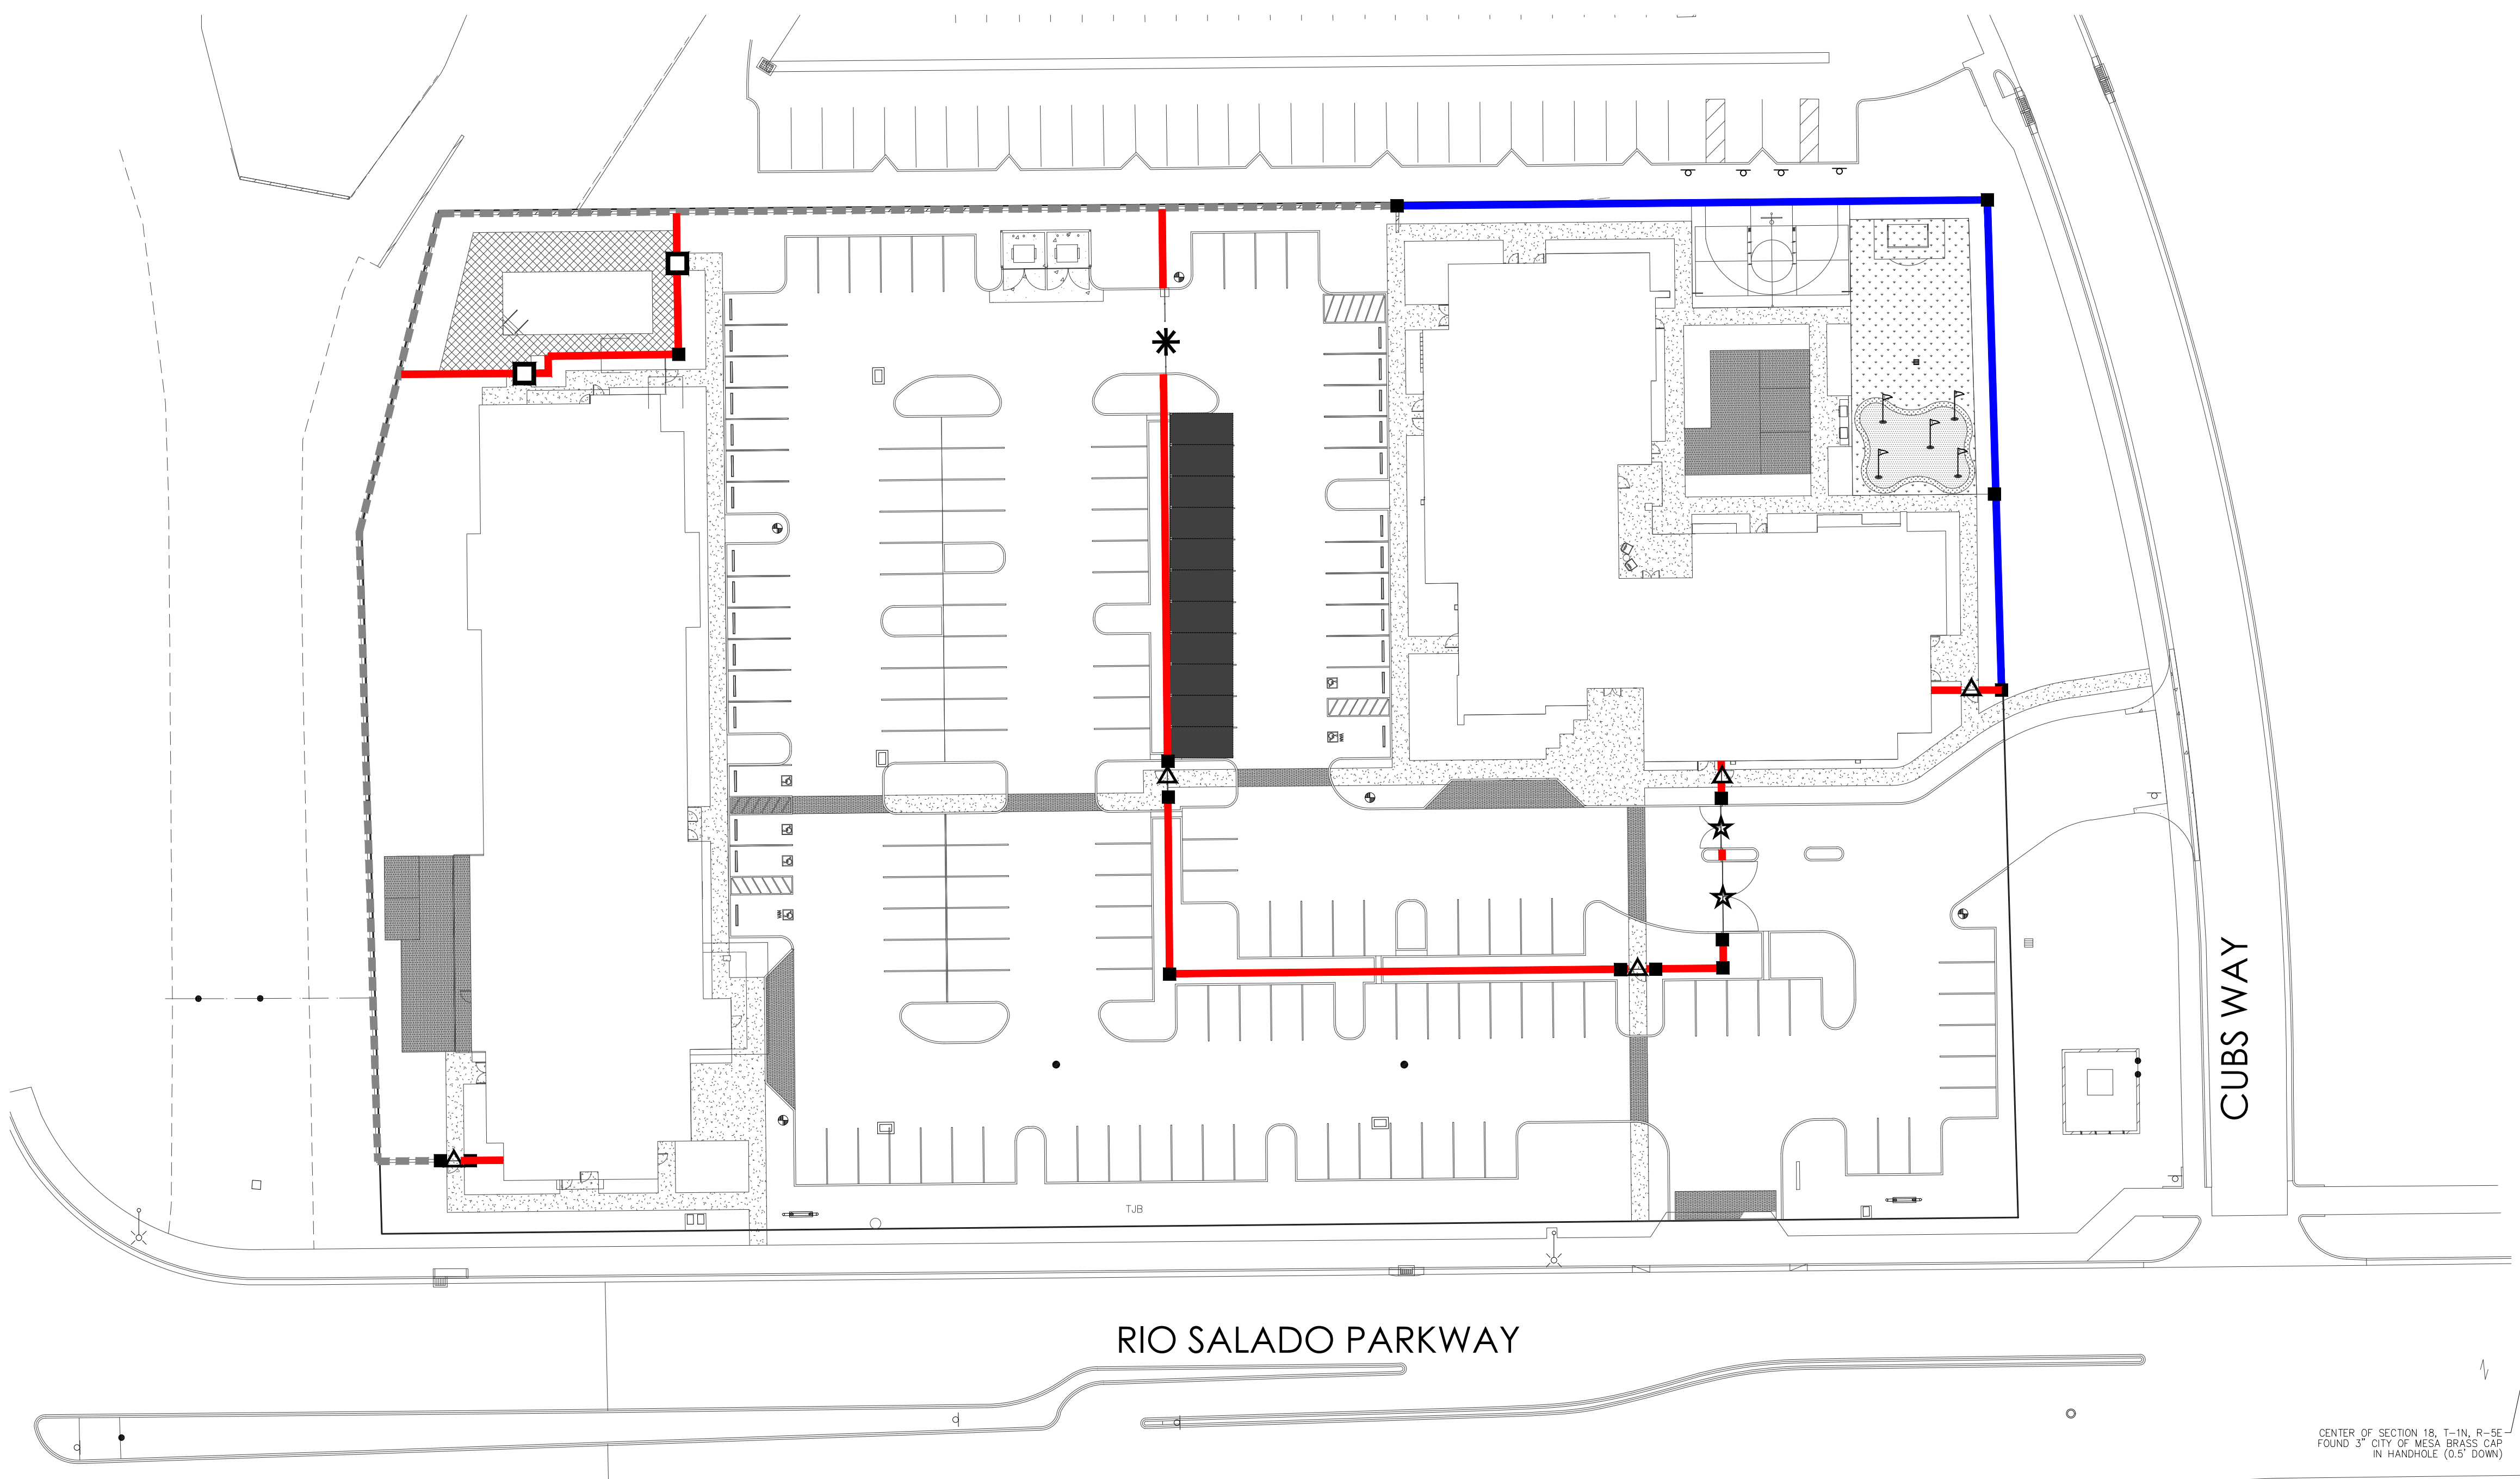 CUBS WAY
TJB
RIO SALADO PARKWAY
CENTER OF SECTION 18, T-1N, R-5E
FOUND 3" CITY OF MESA BRASS CAP
IN HANDHOLE (0.5' DOWN)